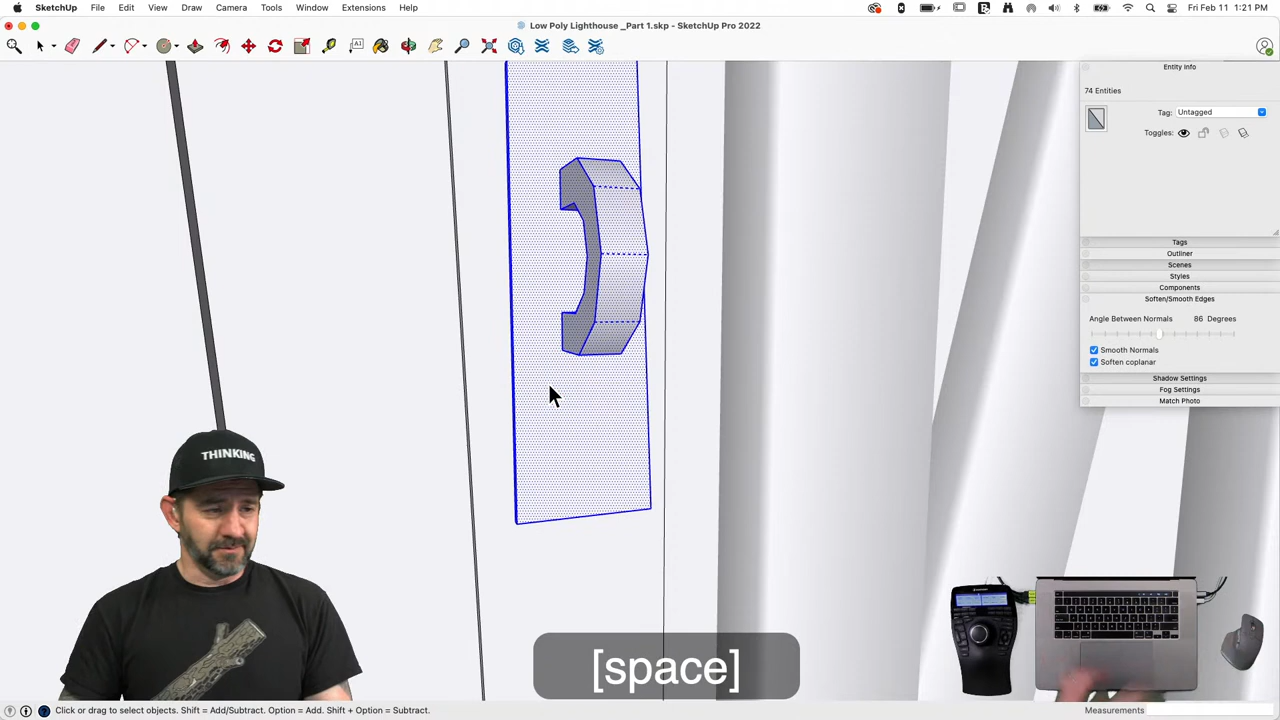 SketchUp File Edit View Draw Camera Tools Window Extensions Help Fri Feb 11 1:21 PM
Low Poly Lighthouse _Part 1.skp - SketchUp Pro 2022
Entity Info
74 Entities
Tag: Untagged
Toggles:
Tags
Outliner
Scenes
Styles
Components
Soften/Smooth Edges
Angle Between Normals 86 Degrees
Smooth Normals
Soften coplanar
Shadow Settings
Fog Settings
Match Photo
THINKING
[space]
Click or drag to select objects. Shift = Add/Subtract. Option = Add. Shift + Option = Subtract. Measurements